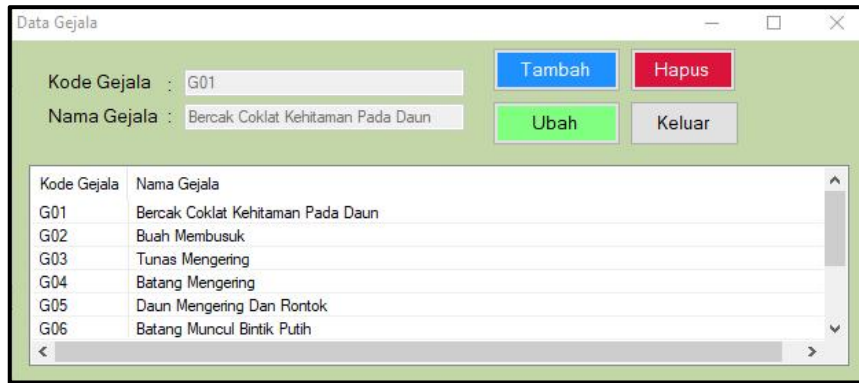 Data Gejala
Kode Gejala : G01
Nama Gejala : Bercak Coklat Kehitaman Pada Daun
Tambah Hapus
Ubah Keluar
Kode Gejala Nama Gejala
G01 Bercak Coklat Kehitaman Pada Daun
G02 Buah Membusuk
G03 Tunas Mengering
G04 Batang Mengering
G05 Daun Mengering Dan Rontok
G06 Batang Muncul Bintik Putih